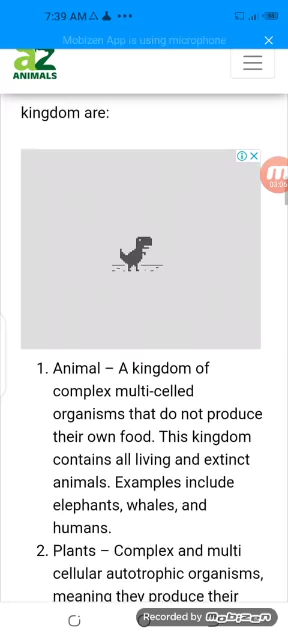 7:39 AM
Mobizen App is using microphone
az
ANIMALS
kingdom are:
03:06
1. Animal – A kingdom of
complex multi-celled
organisms that do not produce
their own food. This kingdom
contains all living and extinct
animals. Examples include
elephants, whales, and
humans.
2. Plants – Complex and multi
cellular autotrophic organisms,
meaning they produce their
Recorded by Mobizen